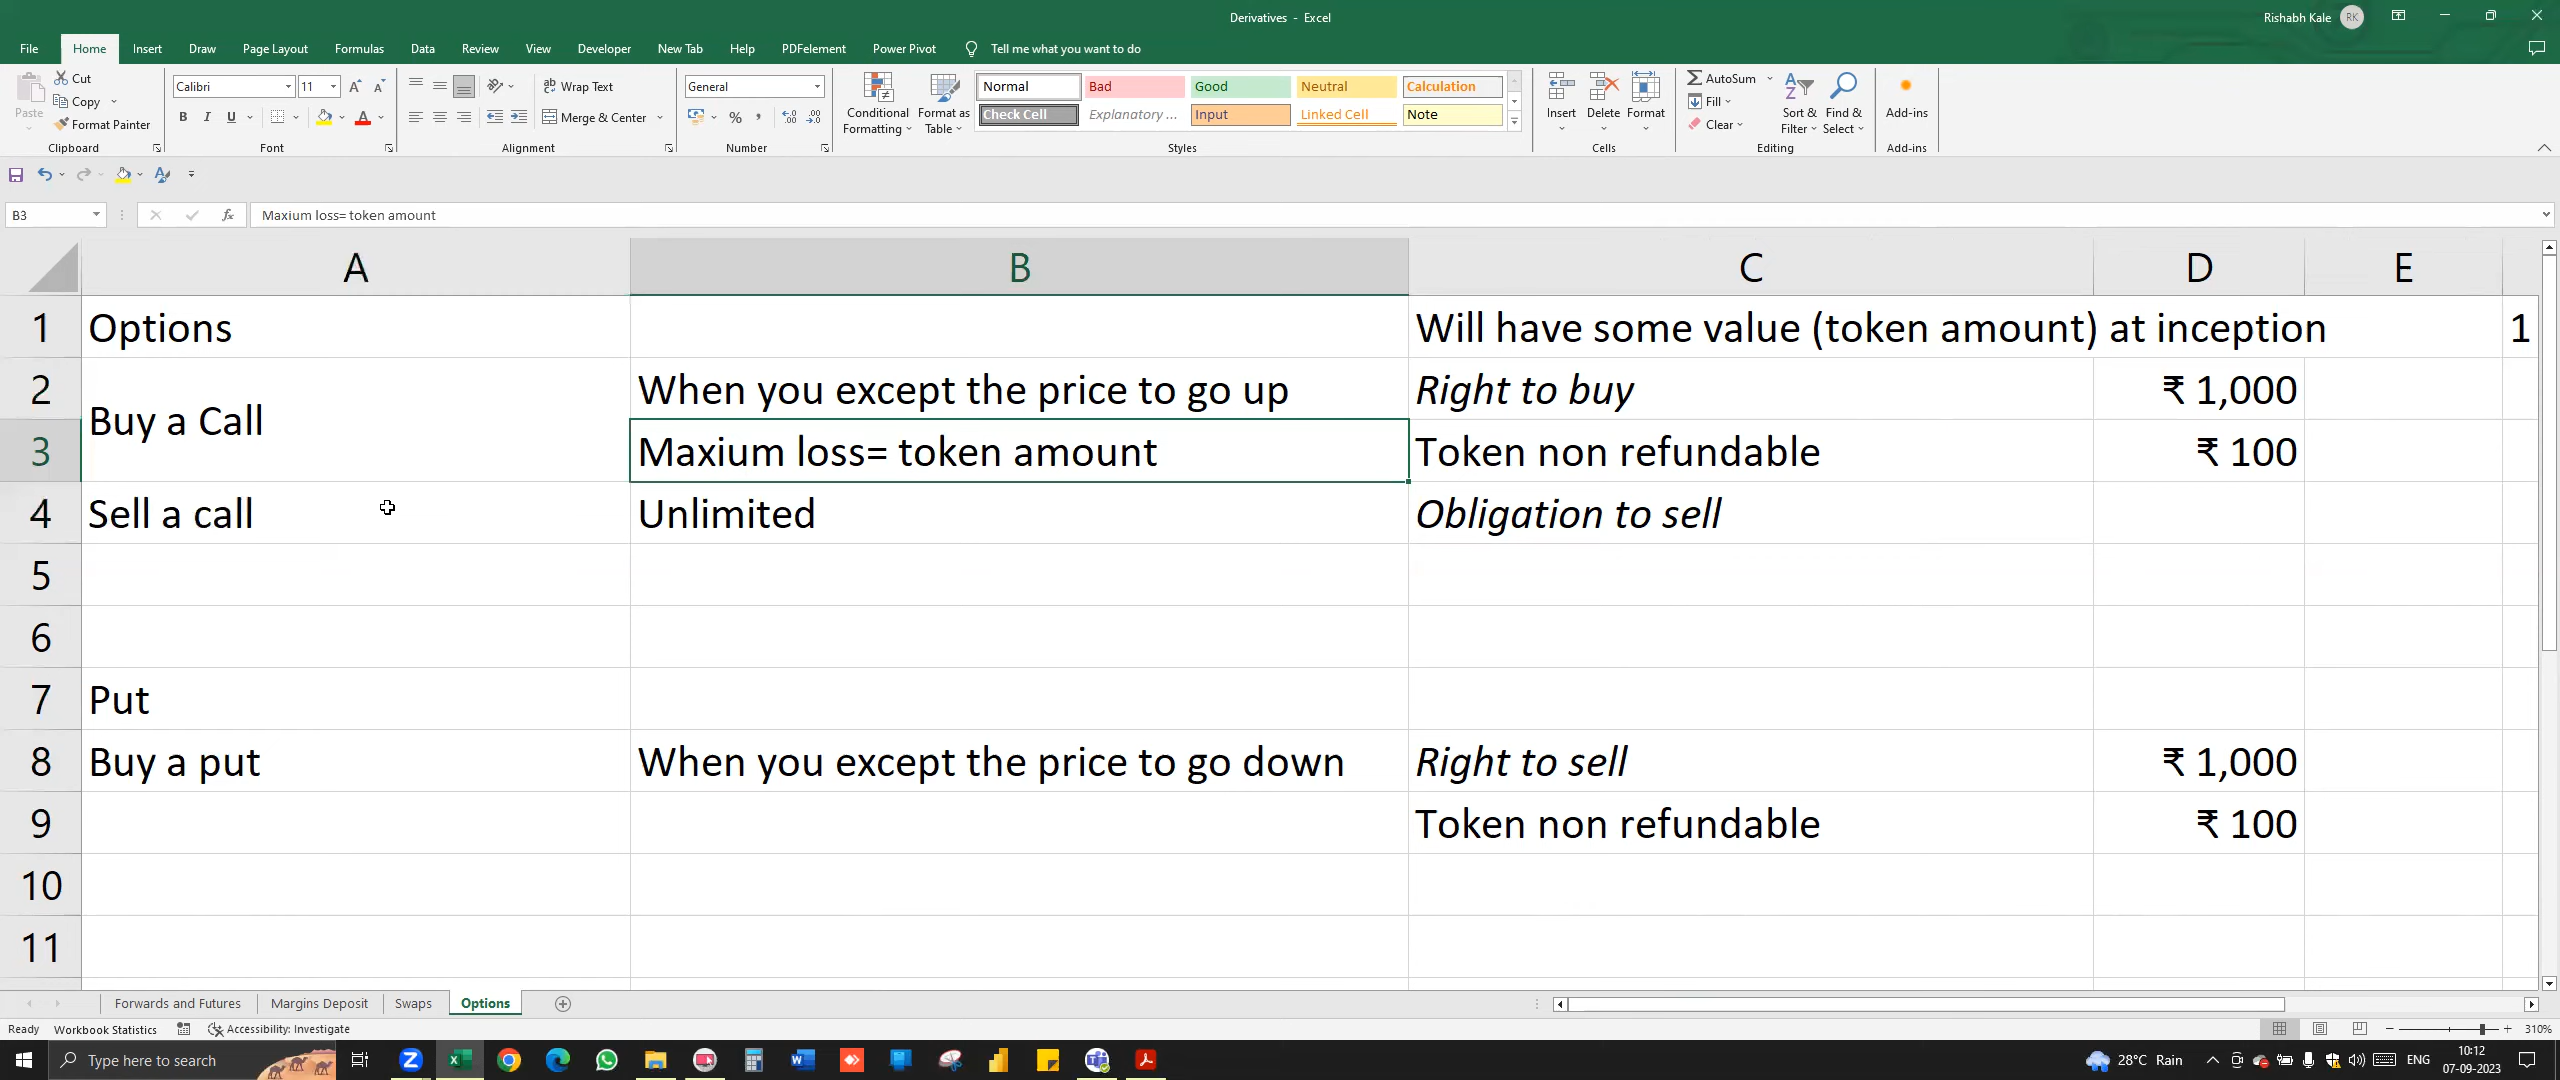 Derivatives - Excel
Rishabh Kale
RK
File Home Insert Draw Page Layout Formulas Data Review View Developer New Tab Help PDFelement Power Pivot Tell me what you want to do
Paste
Cut
Copy
Format Painter
Clipboard
Calibri 11
B I U
Font
Wrap Text
Merge & Center
Alignment
General
Number
Conditional Formatting
Format as Table
Normal Bad Good Neutral Calculation
Check Cell Explanatory ... Input Linked Cell Note
Styles
Insert Delete Format
Cells
AutoSum
Fill
Clear
Sort & Filter
Find & Select
Editing
Add-ins
Add-ins
B3
Maxium loss= token amount
A B C D E
1 Options Will have some value (token amount) at inception 1
2 When you except the price to go up Right to buy ₹ 1,000
Buy a Call
3 Maxium loss= token amount Token non refundable ₹ 100
4 Sell a call Unlimited Obligation to sell
5
6
7 Put
8 Buy a put When you except the price to go down Right to sell ₹ 1,000
9 Token non refundable ₹ 100
10
11
Forwards and Futures Margins Deposit Swaps Options
Ready Workbook Statistics Accessibility: Investigate 310%
Type here to search
28°C Rain
ENG
10:12
07-09-2023